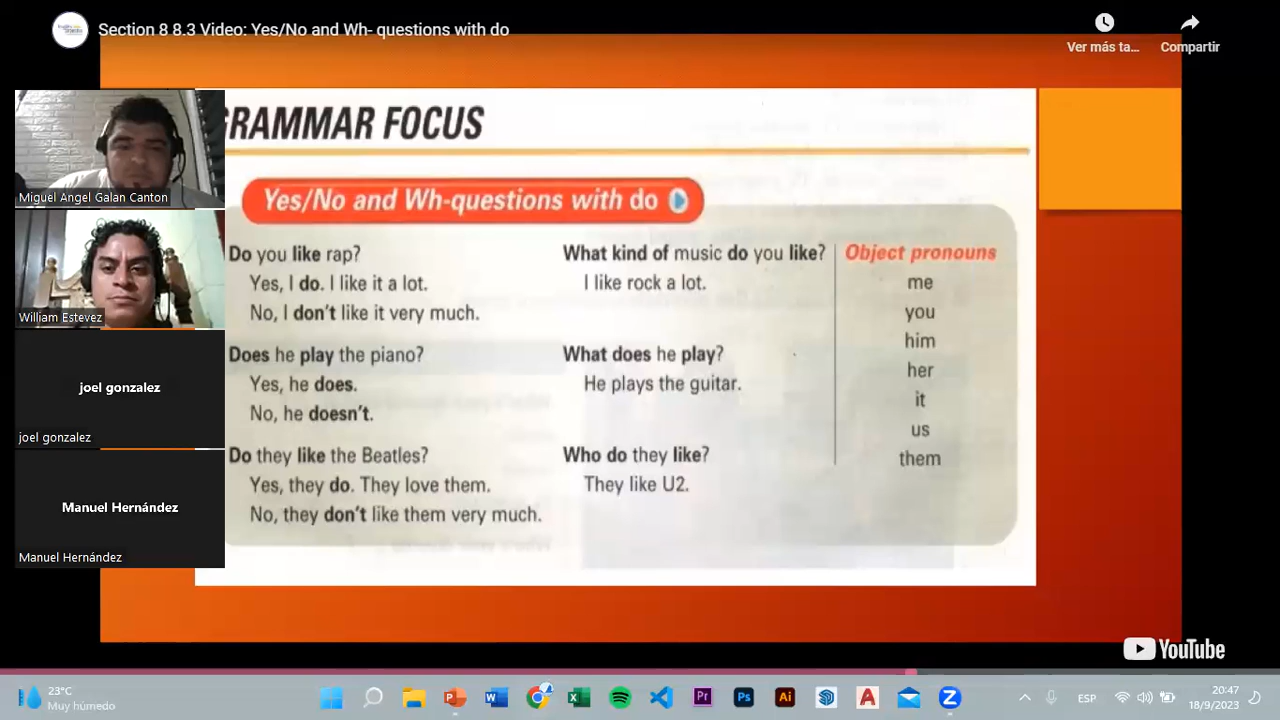 Section 8 8.3 Video: Yes/No and Wh- questions with do
Ver más ta...
Compartir
Miguel Angel Galan Canton
William Estevez
joel gonzalez
joel gonzalez
Manuel Hernández
Manuel Hernández
GRAMMAR FOCUS
Yes/No and Wh-questions with do
Do you like rap?
Yes, I do. I like it a lot.
No, I don't like it very much.
Does he play the piano?
Yes, he does.
No, he doesn't.
Do they like the Beatles?
Yes, they do. They love them.
No, they don't like them very much.
What kind of music do you like?
I like rock a lot.
What does he play?
He plays the guitar.
Who do they like?
They like U2.
Object pronouns
me
you
him
her
it
us
them
YouTube
23°C
Muy húmedo
ESP
20:47
18/9/2023